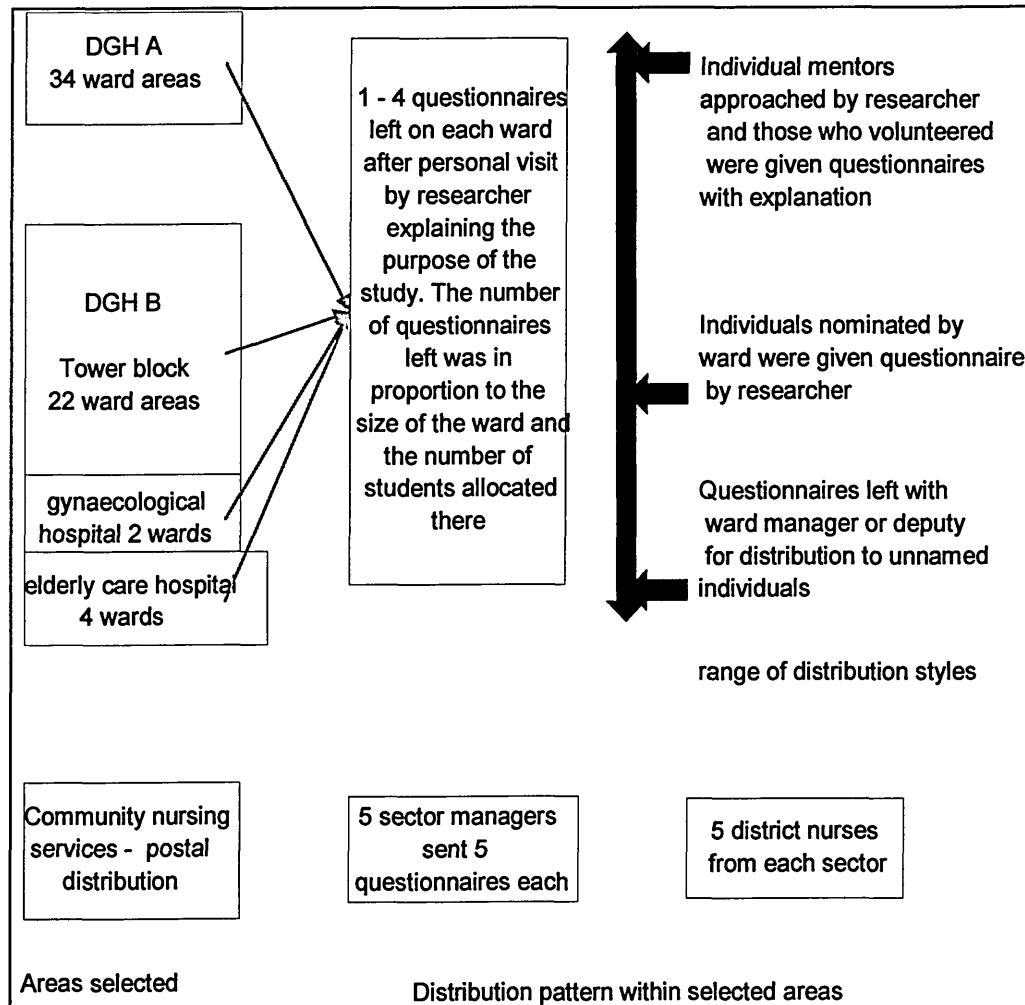 DGH A
34 ward areas
DGH B
Tower block
22 ward areas
gynaecological
hospital 2 wards
elderly care hospital
4 wards
1 - 4 questionnaires
left on each ward
after personal visit
by researcher
explaining the
purpose of the
study. The number
of questionnaires
left was in
proportion to the
size of the ward and
the number of
students allocated
there
Individual mentors
approached by researcher
and those who volunteered
were given questionnaires
with explanation
Individuals nominated by
ward were given questionnaire
by researcher
Questionnaires left with
ward manager or deputy
for distribution to unnamed
individuals
range of distribution styles
Community nursing
services - postal
distribution
5 sector managers
sent 5
questionnaires each
5 district nurses
from each sector
Areas selected
Distribution pattern within selected areas